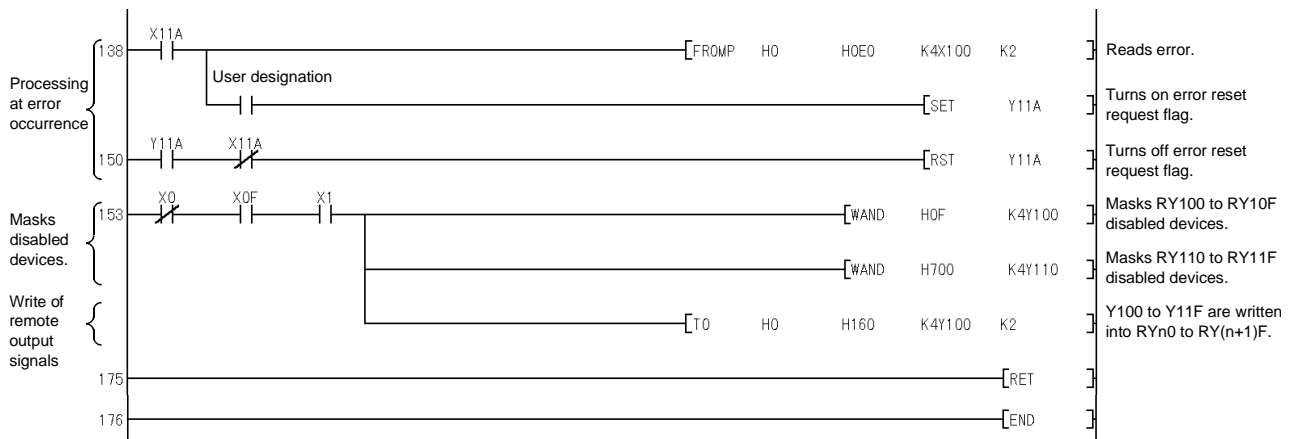 X11A
138 [FROMP H0 H0E0 K4X100 K2 ] Reads error.
Processing
at error
occurrence
User designation
[SET Y11A ] Turns on error reset
request flag.
Y11A X11A
150 [RST Y11A ] Turns off error reset
request flag.
X0 X0F X1
153 [WAND H0F K4Y100 ] Masks RY100 to RY10F
disabled devices.
Masks
disabled
devices.
[WAND H700 K4Y110 ] Masks RY110 to RY11F
disabled devices.
Write of
remote
output
signals
[TO H0 H160 K4Y100 K2 ] Y100 to Y11F are written
into RYn0 to RY(n+1)F.
175 [RET ]
176 [END ]